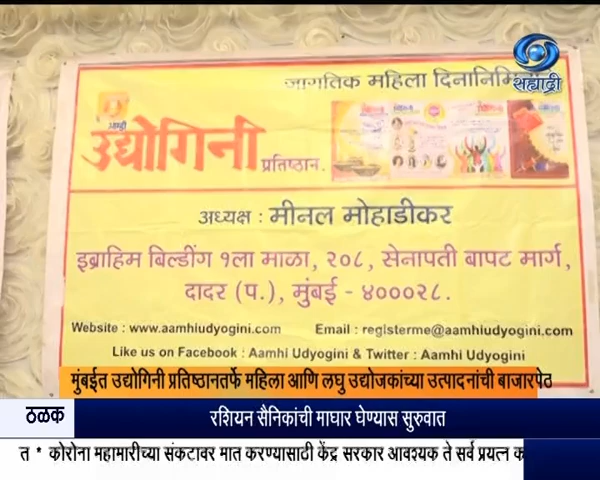 सह्याद्री
जागतिक महिला
आम्ही
उद्योगिनी
प्रतिष्ठान.
अध्यक्ष : मीनल मोहाडीकर
इब्राहिम बिल्डींग १ला माळा, २०८, सेनापती बापट मार्ग,
दादर (प.), मुंबई - ४०००२८.
Website : www.aamhiudyogini.com Email : registerme@aamhiudyogini.com
Like us on Facebook : Aamhi Udyogini & Twitter : Aamhi Udyogini
मुंबईत उद्योगिनी प्रतिष्ठानतर्फे महिला आणि लघु उद्योजकांच्या उत्पादनांची बाजारपेठ
ठळक
रशियन सैनिकांची माघार घेण्यास सुरुवात
त * कोरोना महामारीच्या संकटावर मात करण्यासाठी केंद्र सरकार आवश्यक ते सर्व प्रयत्न क